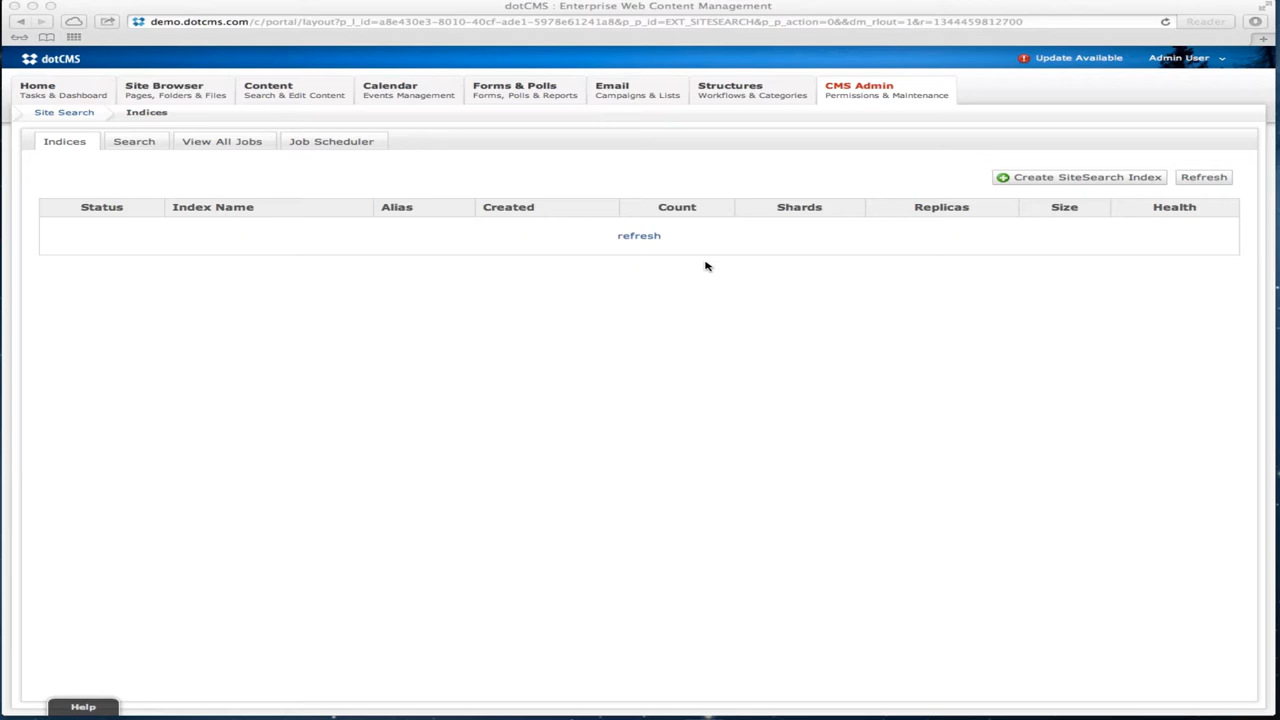 dotCMS : Enterprise Web Content Management
demo.dotcms.com/c/portal/layout?p_l_id=a8e430e3-8010-40cf-ade1-5978e61241a8&p_p_id=EXT_SITESEARCH&p_p_action=0&&dm_rlout=1&r=1344459812700
Reader
dotCMS
Update Available
Admin User
Home Site Browser Content Calendar Forms & Polls Email Structures CMS Admin
Tasks & Dashboard Pages, Folders & Files Search & Edit Content Events Management Forms, Polls & Reports Campaigns & Lists Workflows & Categories Permissions & Maintenance
Site Search Indices
Indices Search View All Jobs Job Scheduler
Create SiteSearch Index Refresh
Status Index Name Alias Created Count Shards Replicas Size Health
refresh
Help